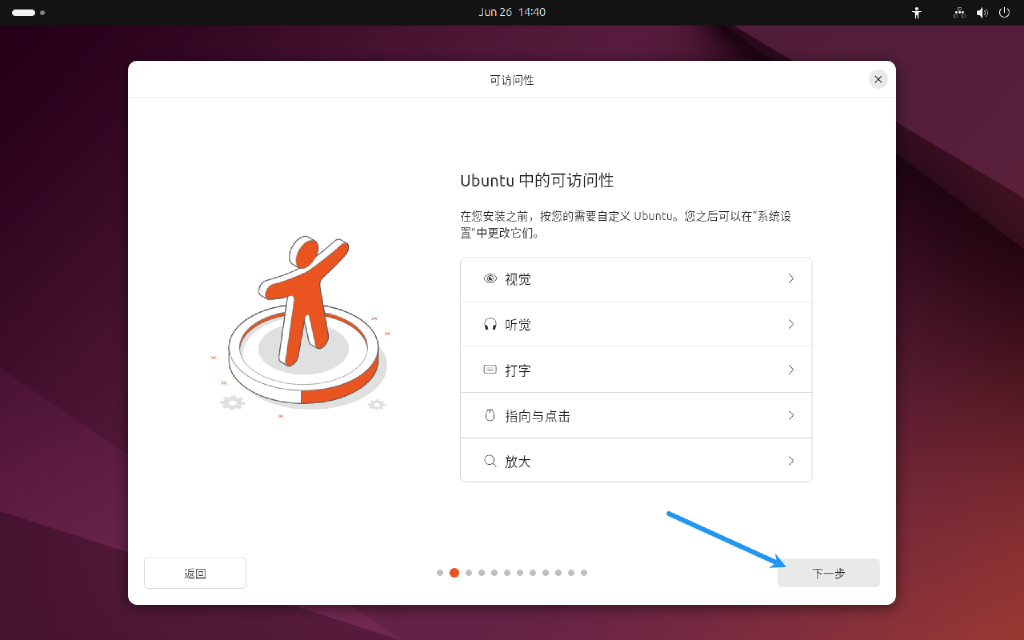 Jun 26 14:40
可访问性
Ubuntu 中的可访问性
在您安装之前，按您的需要自定义 Ubuntu。您之后可以在“系统设
置”中更改它们。
视觉
听觉
打字
指向与点击
放大
返回
下一步